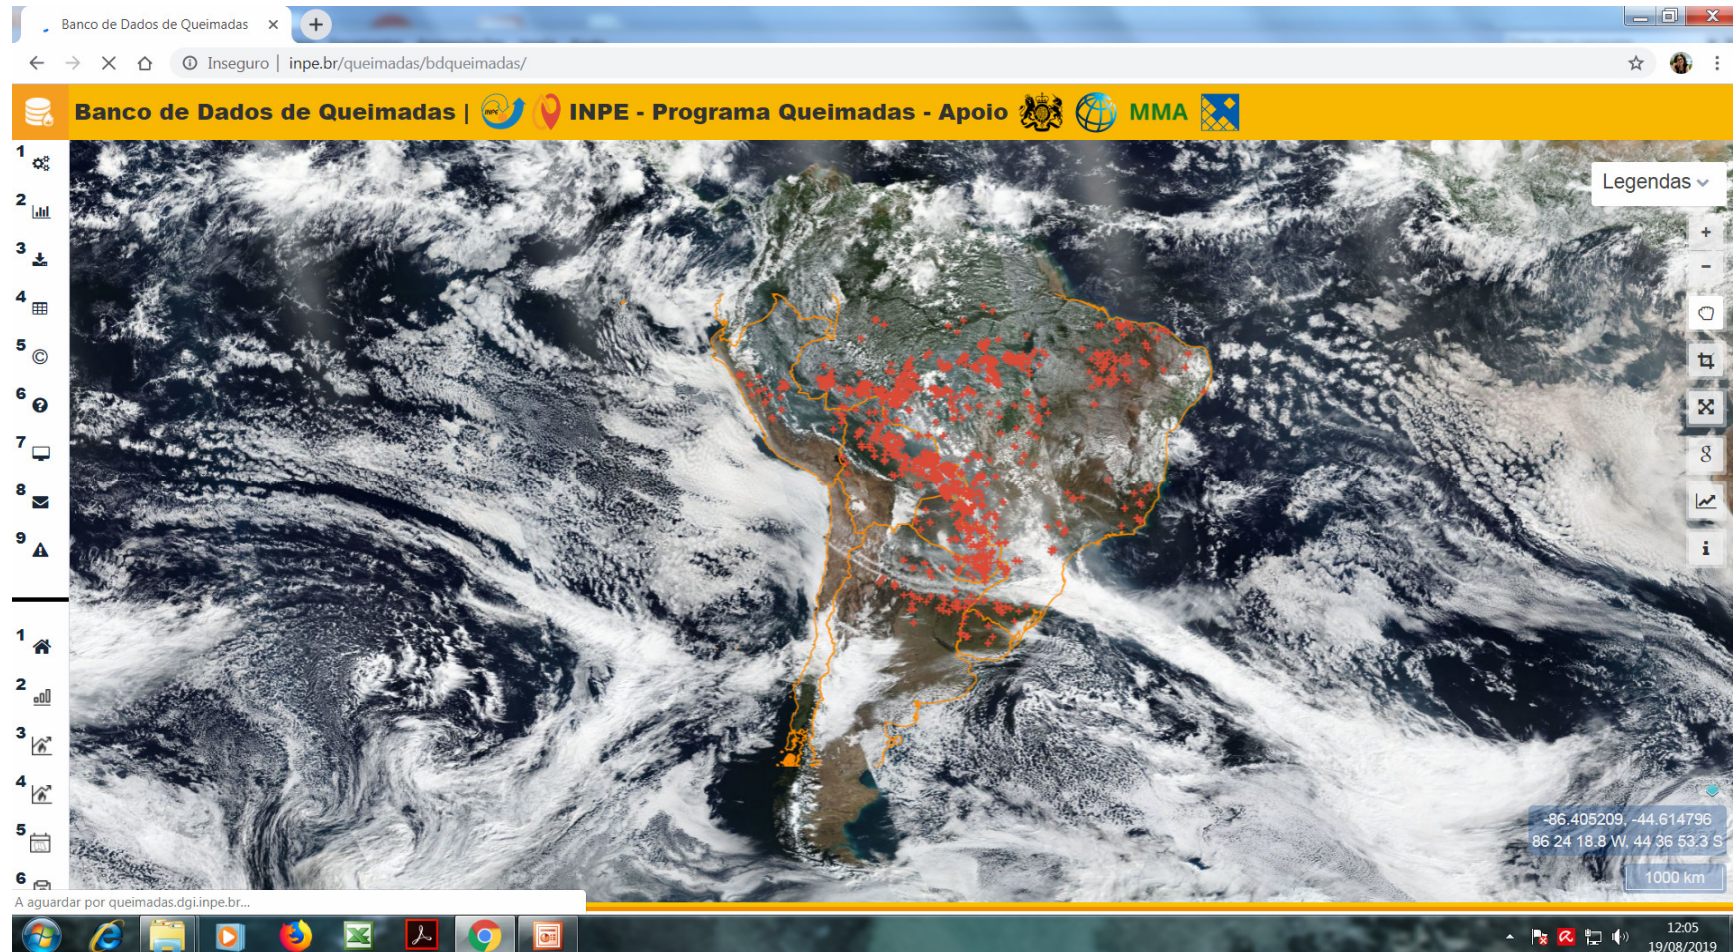 Banco de Dados de Queimadas
Inseguro | inpe.br/queimadas/bdqueimadas/
Banco de Dados de Queimadas | INPE INPE - Programa Queimadas - Apoio MMA
1
2
3
4
5
6
7
8
9
1
2
3
4
5
6
Legendas
+
−
g
i
-86.405209, -44.614796
86 24 18.8 W, 44 36 53.3 S
1000 km
A aguardar por queimadas.dgi.inpe.br...
12:05
19/08/2019